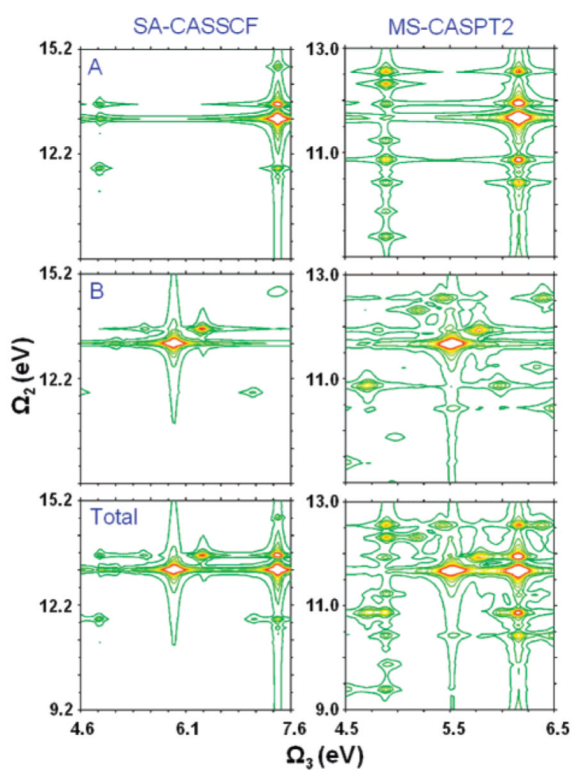 SA-CASSCF MS-CASPT2
15.2 13.0
A
12.2 11.0
15.2 13.0
B
12.2 11.0
Ω2 (eV)
15.2 13.0
Total
12.2 11.0
9.2 9.0
4.6 6.1 7.6 4.5 5.5 6.5
Ω3 (eV)